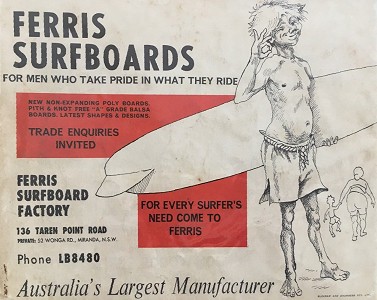 FERRIS
SURFBOARDS
FOR MEN WHO TAKE PRIDE IN WHAT THEY RIDE
NEW NON-EXPANDING POLY BOARDS.
PITH & KNOT FREE "A" GRADE BALSA
BOARDS. LATEST SHAPES & DESIGNS.
TRADE ENQUIRIES
INVITED
FERRIS
SURFBOARD
FACTORY
136 TAREN POINT ROAD
PRIVATE: 52 WONGA RD., MIRANDA, N.S.W.
Phone LB8480
FOR EVERY SURFER'S
NEED COME TO
FERRIS
Australia's Largest Manufacturer